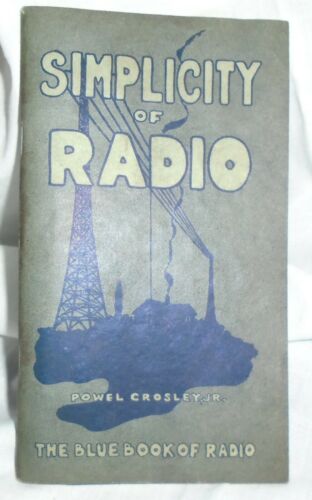 SIMPLICITY
OF
RADIO
POWEL CROSLEY, JR.
THE BLUE BOOK OF RADIO